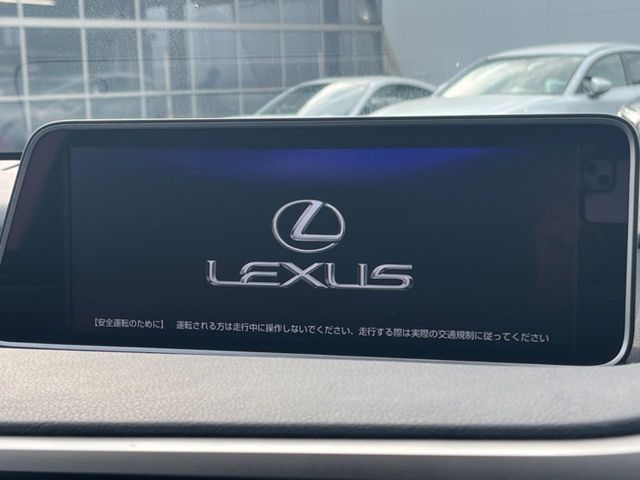 LEXUS
【安全運転のために】 運転される方は走行中に操作しないでください、走行する際は実際の交通規制に従ってください